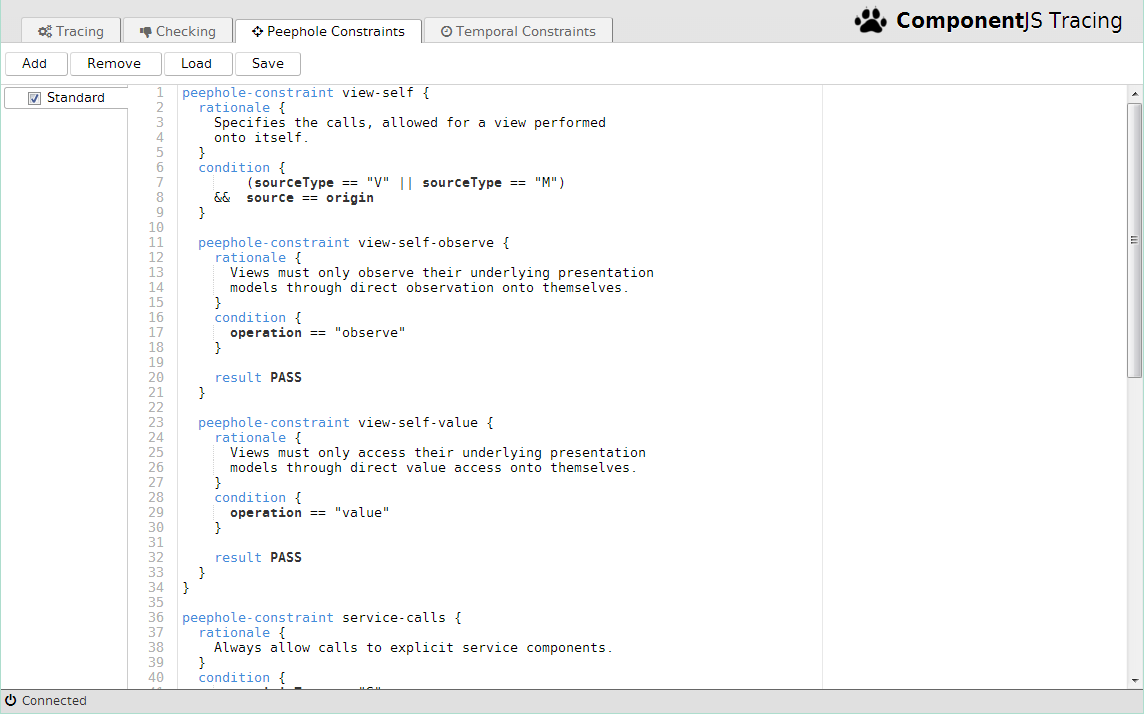 Tracing Checking Peephole Constraints Temporal Constraints ComponentJS Tracing
Add Remove Load Save
Standard
1 peephole-constraint view-self {
2 rationale {
3 Specifies the calls, allowed for a view performed
4 onto itself.
5 }
6 condition {
7 (sourceType == "V" || sourceType == "M")
8 && source == origin
9 }
10
11 peephole-constraint view-self-observe {
12 rationale {
13 Views must only observe their underlying presentation
14 models through direct observation onto themselves.
15 }
16 condition {
17 operation == "observe"
18 }
19
20 result PASS
21 }
22
23 peephole-constraint view-self-value {
24 rationale {
25 Views must only access their underlying presentation
26 models through direct value access onto themselves.
27 }
28 condition {
29 operation == "value"
30 }
31
32 result PASS
33 }
34 }
35
36 peephole-constraint service-calls {
37 rationale {
38 Always allow calls to explicit service components.
39 }
40 condition {
Connected